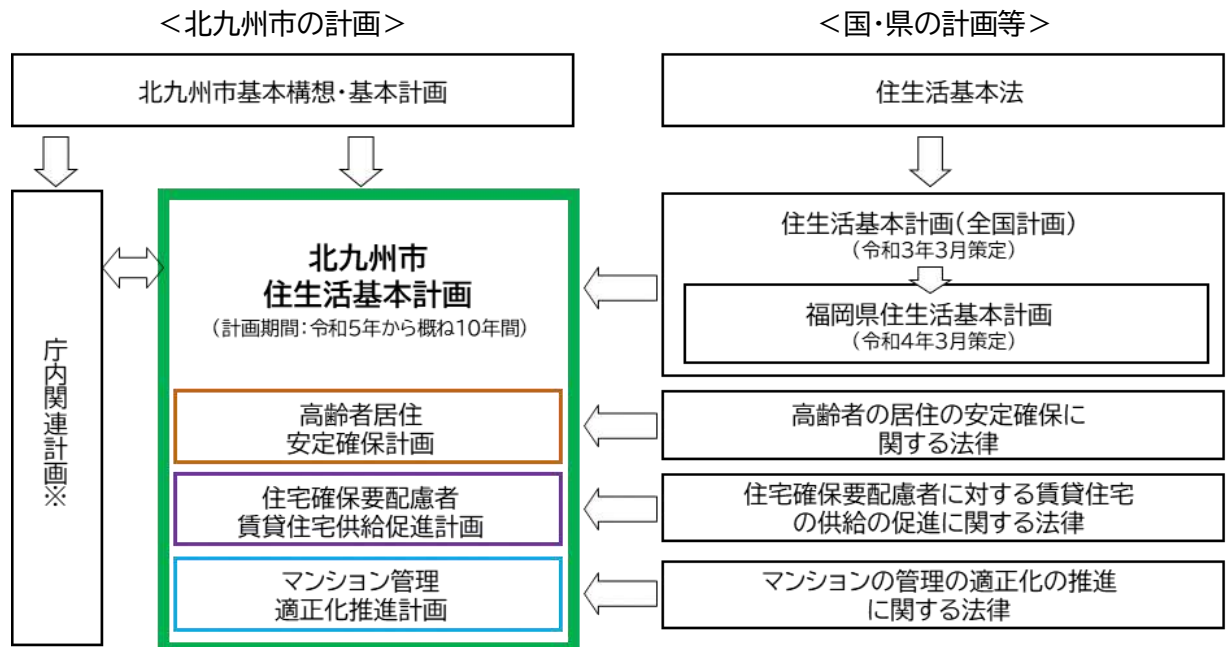 ＜北九州市の計画＞
＜国・県の計画等＞
北九州市基本構想・基本計画
住生活基本法
庁内関連計画※
北九州市
住生活基本計画
（計画期間：令和5年から概ね10年間）
住生活基本計画（全国計画）
（令和3年3月策定）
福岡県住生活基本計画
（令和4年3月策定）
高齢者居住
安定確保計画
高齢者の居住の安定確保に
関する法律
住宅確保要配慮者
賃貸住宅供給促進計画
住宅確保要配慮者に対する賃貸住宅
の供給の促進に関する法律
マンション管理
適正化推進計画
マンションの管理の適正化の推進
に関する法律